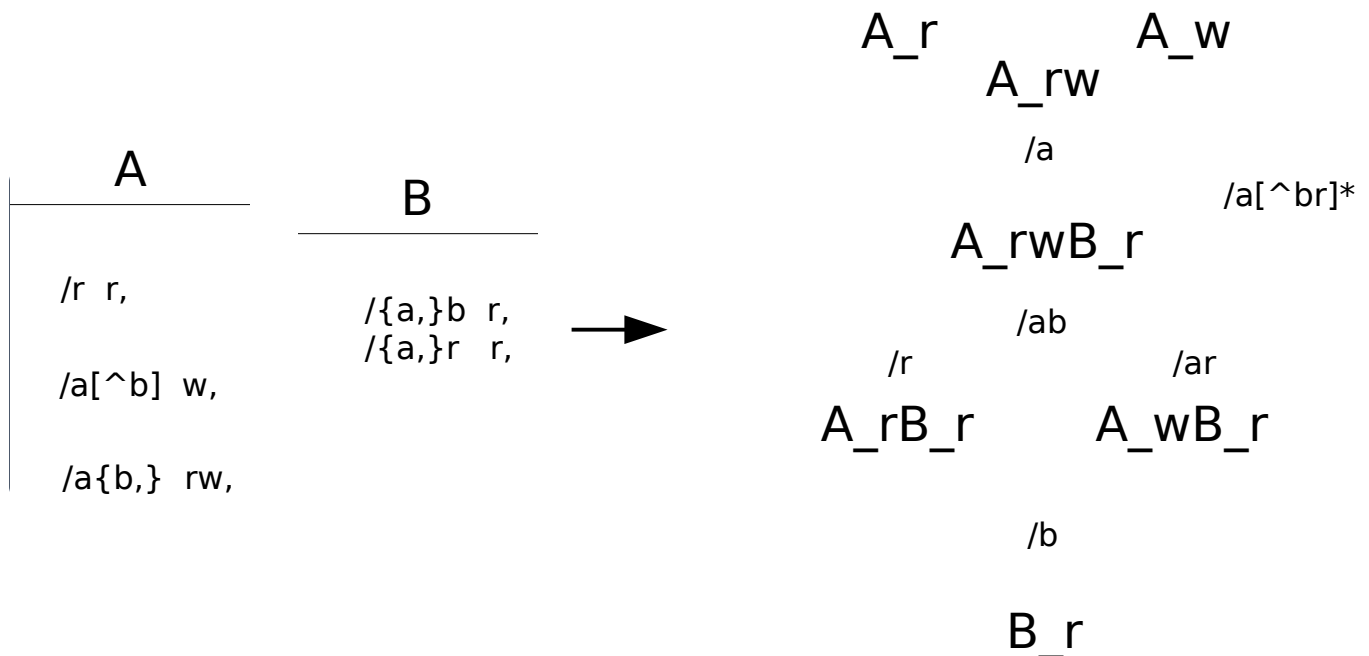 A
/r r,
/a[^b] w,
/a{b,} rw,
B
/{a,}b r,
/{a,}r r,
A_r
A_w
A_rw
/a
/a[^br]*
A_rwB_r
/ab
/r
/ar
A_rB_r
A_wB_r
/b
B_r